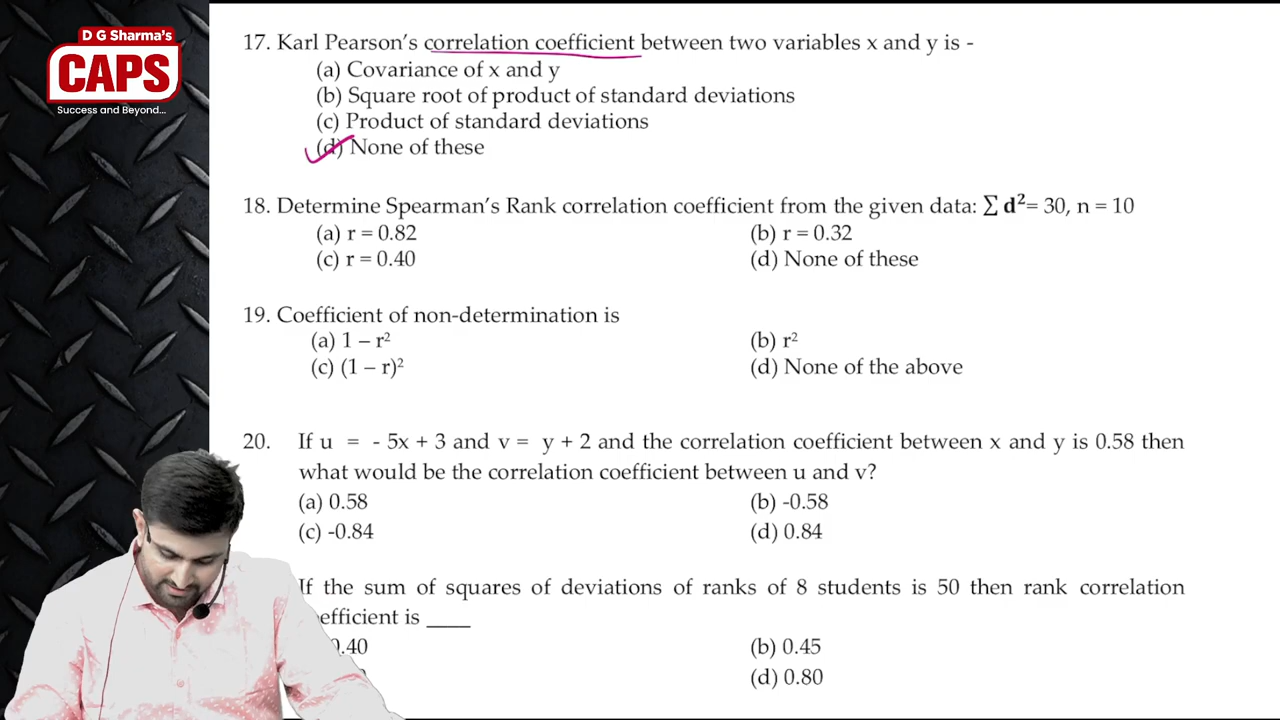 D G Sharma's
CAPS
Success and Beyond...
17. Karl Pearson's correlation coefficient between two variables x and y is -
(a) Covariance of x and y
(b) Square root of product of standard deviations
(c) Product of standard deviations
(d) None of these
18. Determine Spearman's Rank correlation coefficient from the given data: ∑ d²= 30, n = 10
(a) r = 0.82 (b) r = 0.32
(c) r = 0.40 (d) None of these
19. Coefficient of non-determination is
(a) 1 – r² (b) r²
(c) (1 – r)² (d) None of the above
20. If u = - 5x + 3 and v = y + 2 and the correlation coefficient between x and y is 0.58 then
what would be the correlation coefficient between u and v?
(a) 0.58 (b) -0.58
(c) -0.84 (d) 0.84
If the sum of squares of deviations of ranks of 8 students is 50 then rank correlation
efficient is ____
.40 (b) 0.45
(d) 0.80